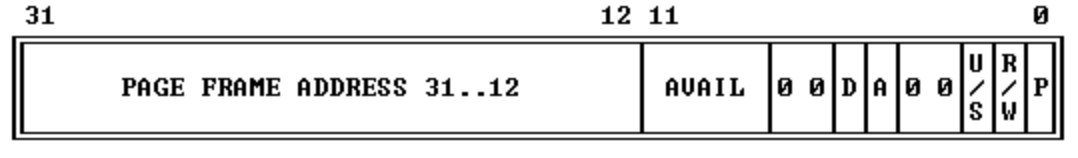 31 12 11 0
PAGE FRAME ADDRESS 31..12 AVAIL 0 0 D A 0 0 U/S R/W P